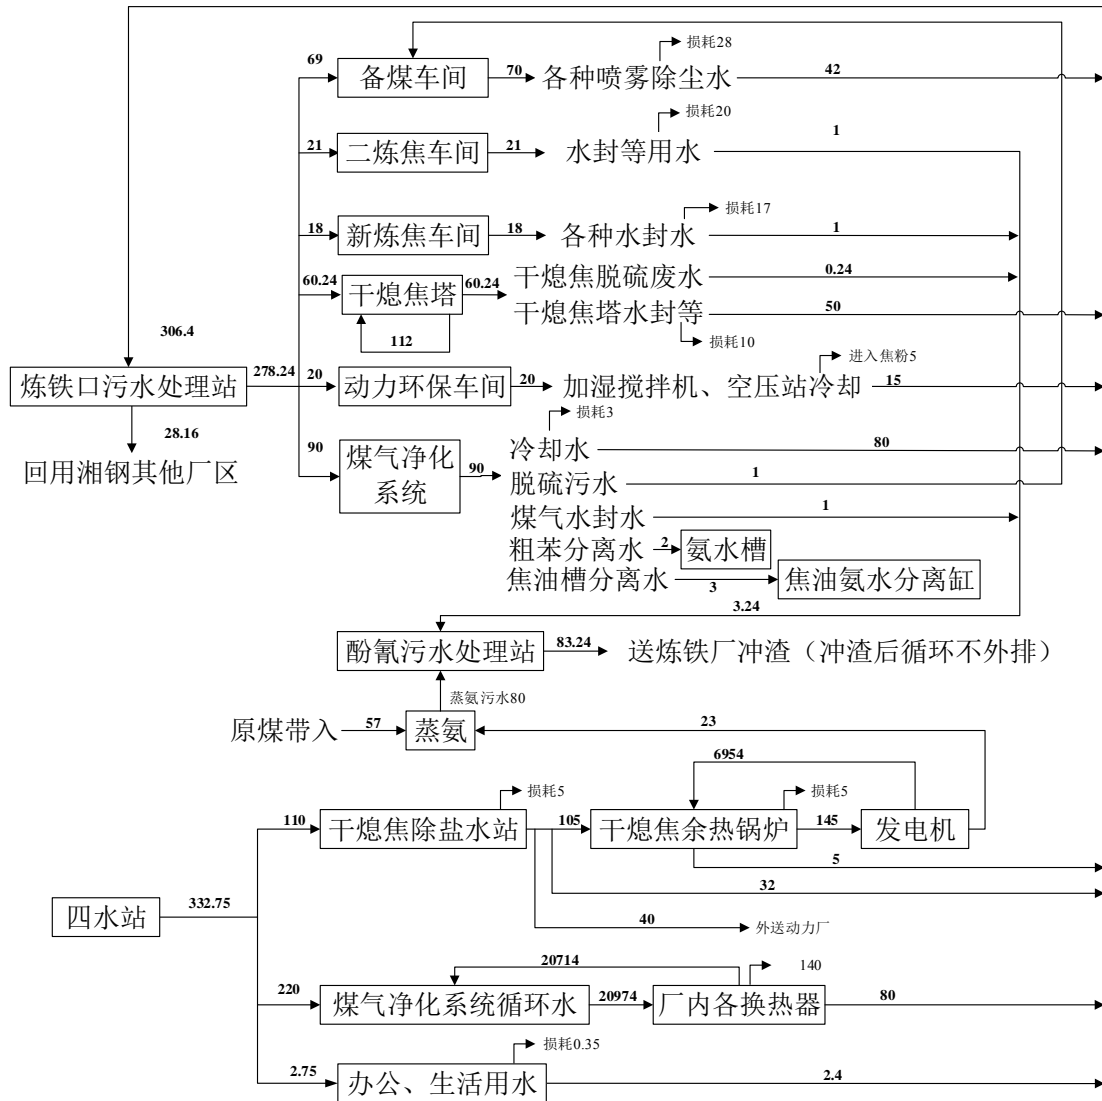 损耗28
69
备煤车间
70
各种喷雾除尘水
42
损耗20
21
二炼焦车间
21
水封等用水
1
损耗17
18
新炼焦车间
18
各种水封水
1
60.24
干熄焦塔
60.24
干熄焦脱硫废水
0.24
干熄焦塔水封等
50
112
损耗10
306.4
进入焦粉5
炼铁口污水处理站
278.24
20
动力环保车间
20
加湿搅拌机、空压站冷却
15
28.16
回用湘钢其他厂区
损耗3
90
煤气净化
系统
90
冷却水
80
脱硫污水
1
煤气水封水
1
粗苯分离水
2
氨水槽
焦油槽分离水
3
焦油氨水分离缸
3.24
酚氰污水处理站
83.24
送炼铁厂冲渣（冲渣后循环不外排）
蒸氨污水80
原煤带入
57
蒸氨
23
6954
损耗5
损耗5
110
干熄焦除盐水站
105
干熄焦余热锅炉
145
发电机
5
32
四水站
332.75
40
外送动力厂
20714
140
220
煤气净化系统循环水
20974
厂内各换热器
80
损耗0.35
2.75
办公、生活用水
2.4